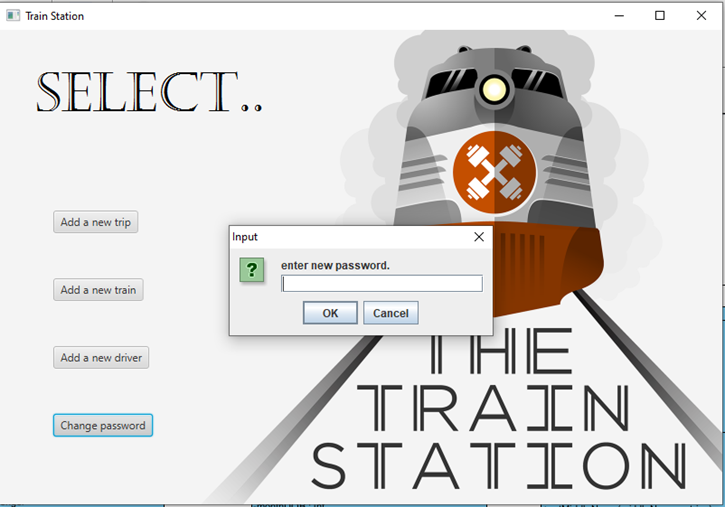 Train Station
SELECT..
Add a new trip
Input
enter new password.
?
OK Cancel
Add a new train
Add a new driver
Change password
THE
TRAIN
STATION